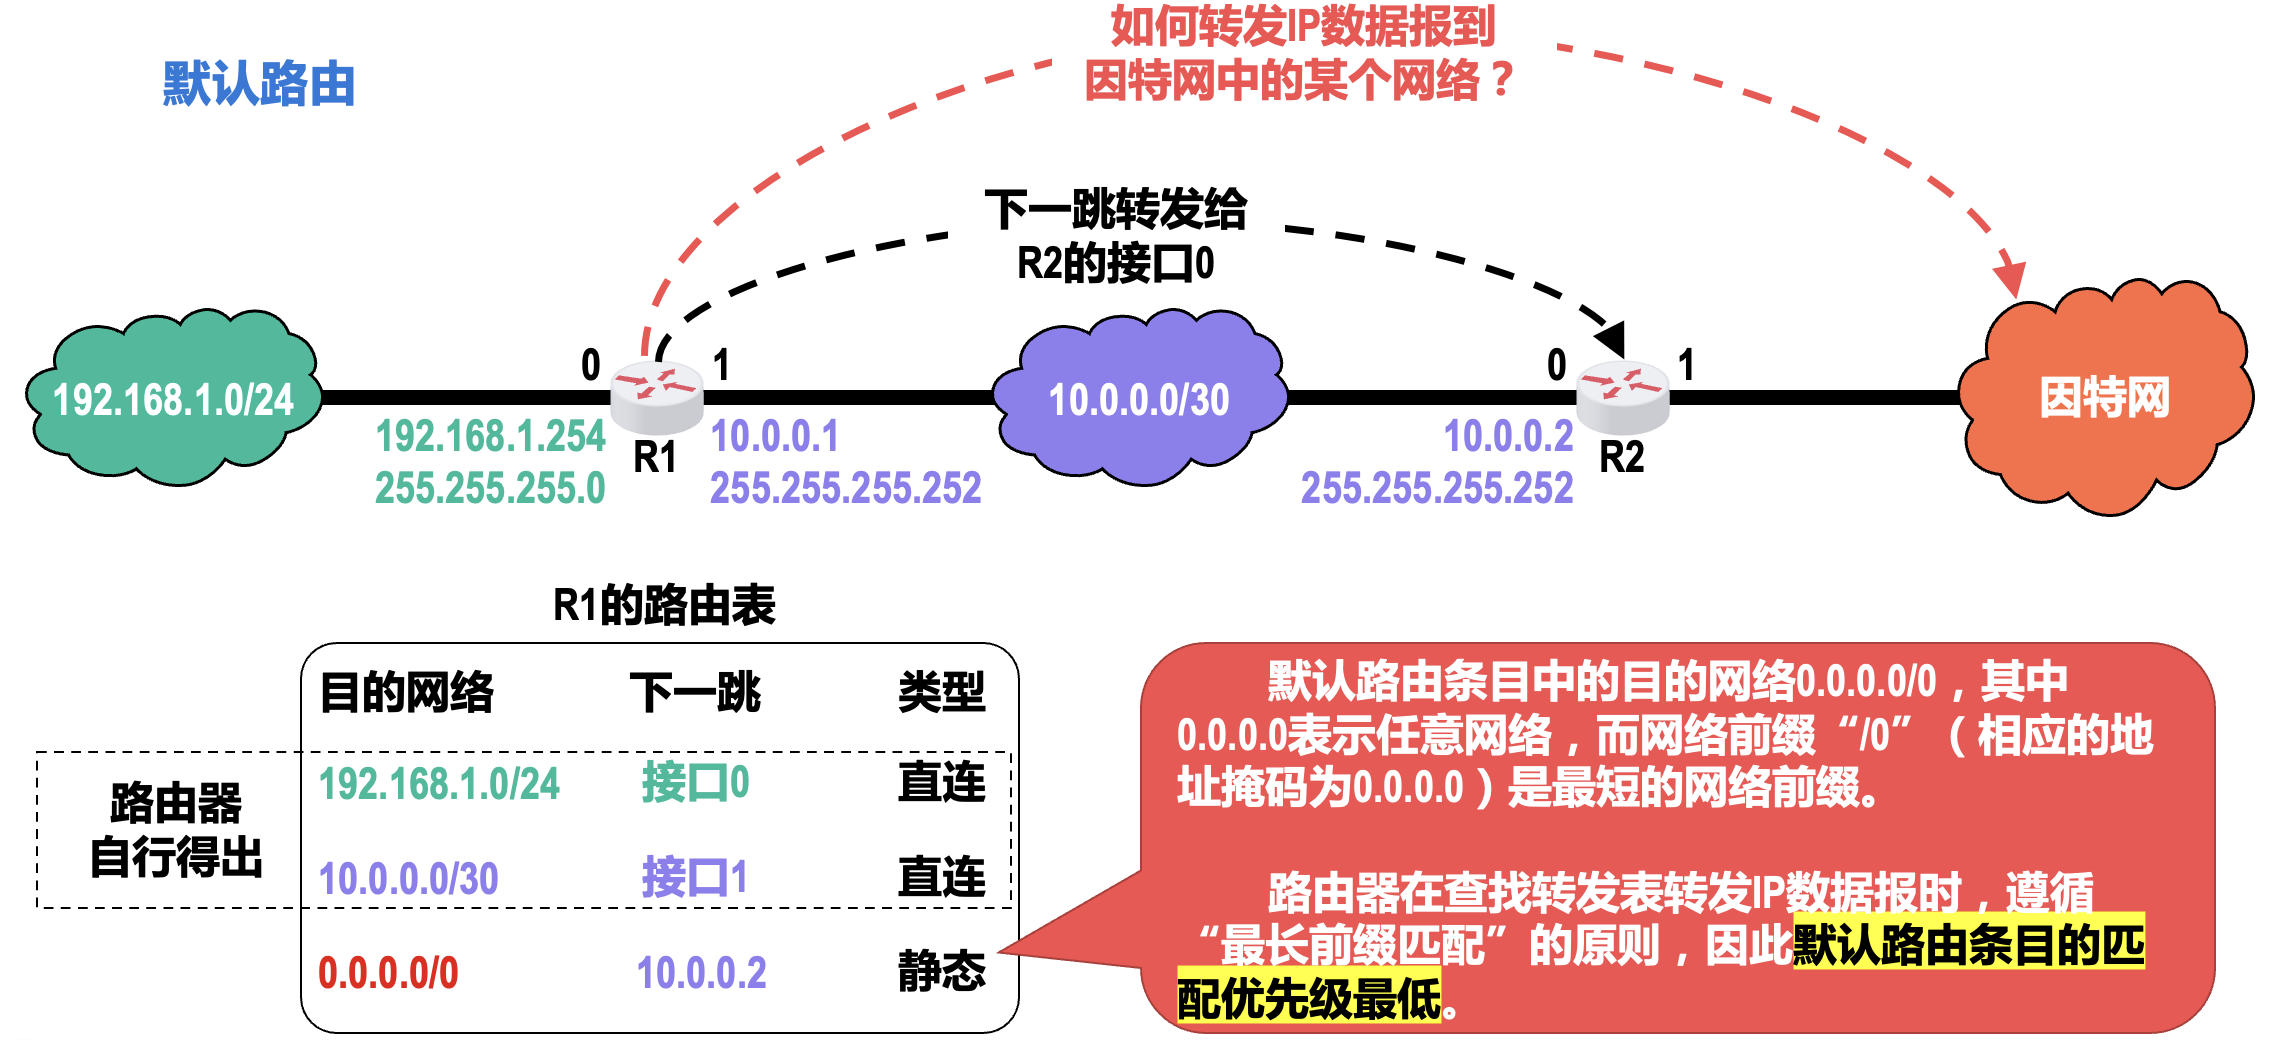 如何转发IP数据报到
因特网中的某个网络？
默认路由
下一跳转发给
R2的接口0
0
1
0
1
192.168.1.0/24
10.0.0.0/30
因特网
192.168.1.254
255.255.255.0
R1
10.0.0.1
255.255.255.252
10.0.0.2
255.255.255.252
R2
R1的路由表
目的网络 下一跳 类型
路由器
自行得出
192.168.1.0/24 接口0 直连
10.0.0.0/30 接口1 直连
0.0.0.0/0 10.0.0.2 静态
默认路由条目中的目的网络0.0.0.0/0，其中
0.0.0.0表示任意网络，而网络前缀“/0”（相应的地
址掩码为0.0.0.0）是最短的网络前缀。
路由器在查找转发表转发IP数据报时，遵循
“最长前缀匹配”的原则，因此默认路由条目的匹
配优先级最低。